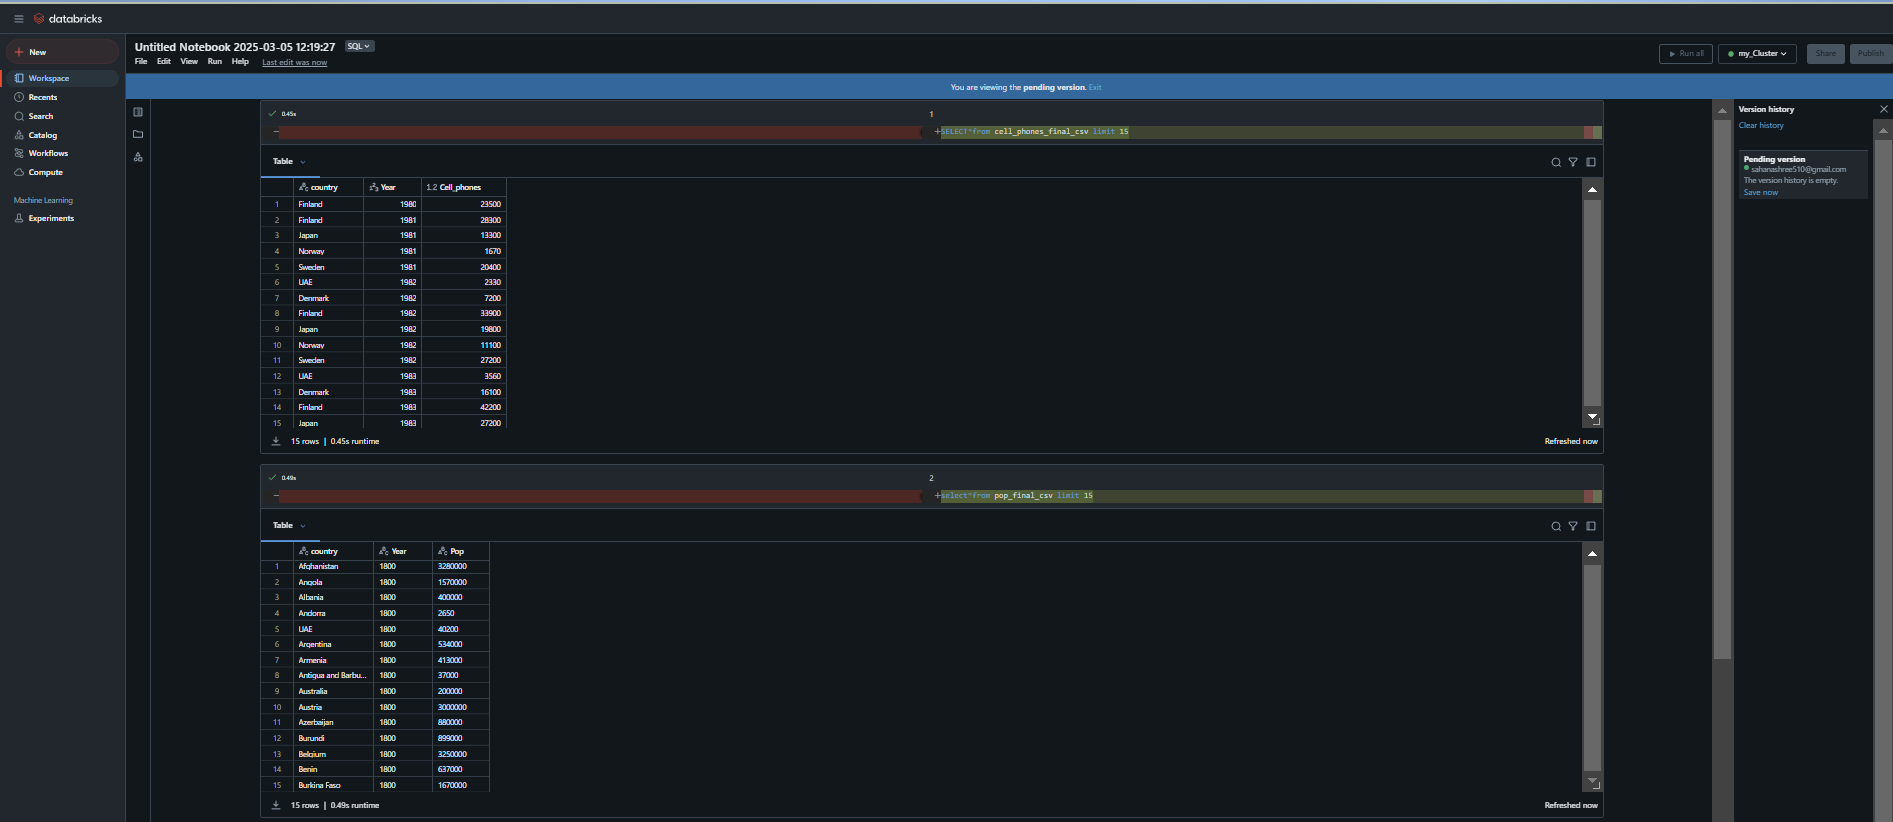 databricks
New
Workspace
Recents
Search
Catalog
Workflows
Compute
Machine Learning
Experiments
Untitled Notebook 2025-03-05 12:19:27 SQL
File Edit View Run Help Last edit was now
Run all my_Cluster Share Publish
You are viewing the pending version. Exit
0.45s 1
SELECT*from cell_phones_final_csv limit 15
Table
country Year 1.2 Cell_phones
1 Finland 1980 23500
2 Finland 1981 28300
3 Japan 1981 13300
4 Norway 1981 1670
5 Sweden 1981 20400
6 UAE 1982 2330
7 Denmark 1982 7200
8 Finland 1982 33900
9 Japan 1982 19800
10 Norway 1982 11100
11 Sweden 1982 27200
12 UAE 1983 3560
13 Denmark 1983 16100
14 Finland 1983 42200
15 Japan 1983 27200
15 rows | 0.45s runtime Refreshed now
0.49s 2
select*from pop_final_csv limit 15
Table
country Year Pop
1 Afghanistan 1800 3280000
2 Angola 1800 1570000
3 Albania 1800 400000
4 Andorra 1800 2650
5 UAE 1800 40200
6 Argentina 1800 534000
7 Armenia 1800 413000
8 Antigua and Barbu... 1800 37000
9 Australia 1800 200000
10 Austria 1800 3000000
11 Azerbaijan 1800 880000
12 Burundi 1800 899000
13 Belgium 1800 3250000
14 Benin 1800 637000
15 Burkina Faso 1800 1670000
15 rows | 0.49s runtime Refreshed now
Version history
Clear history
Pending version
sahanashree510@gmail.com
The version history is empty.
Save now